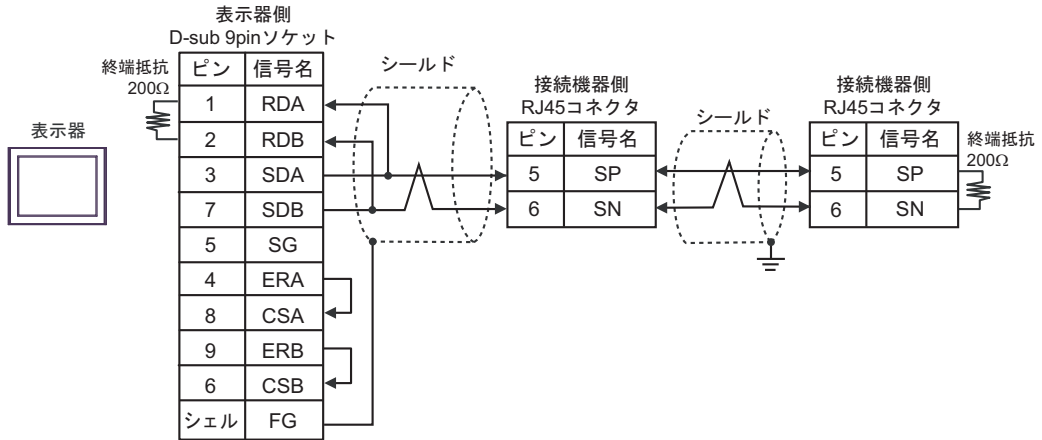 表示器側
D-sub 9pinソケット
終端抵抗
200Ω
表示器
ピン 信号名
1 RDA
2 RDB
3 SDA
7 SDB
5 SG
4 ERA
8 CSA
9 ERB
6 CSB
シェル FG
シールド
接続機器側
RJ45コネクタ
ピン 信号名
5 SP
6 SN
シールド
接続機器側
RJ45コネクタ
ピン 信号名
5 SP
6 SN
終端抵抗
200Ω